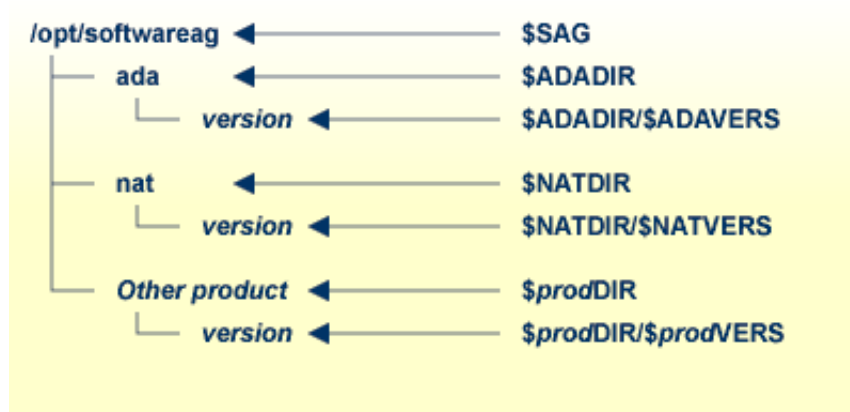 /opt/softwareag $SAG
ada $ADADIR
version $ADADIR/$ADAVERS
nat $NATDIR
version $NATDIR/$NATVERS
Other product $prodDIR
version $prodDIR/$prodVERS